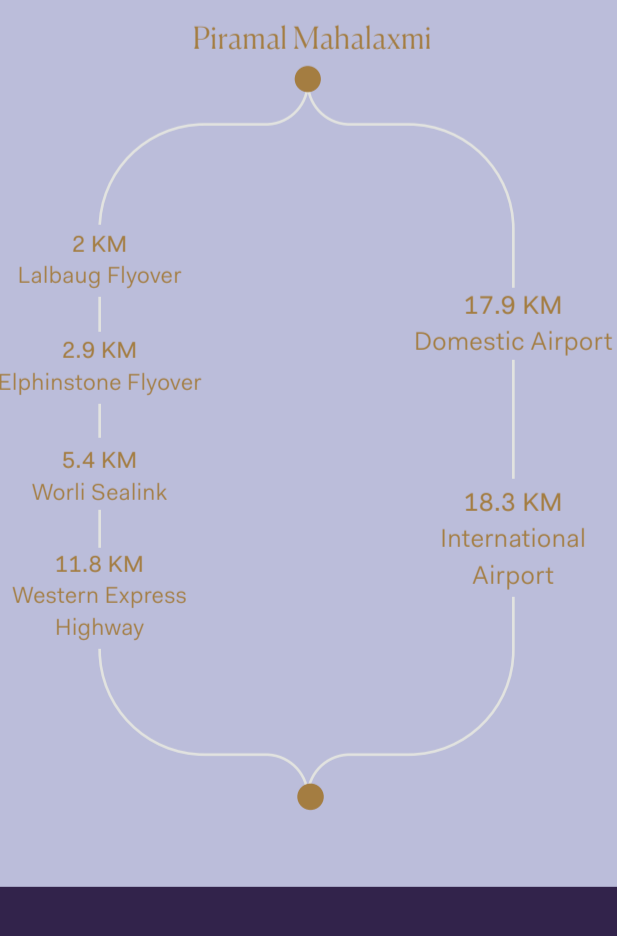 Piramal Mahalaxmi
2 KM
Lalbaug Flyover
2.9 KM
Elphinstone Flyover
5.4 KM
Worli Sealink
11.8 KM
Western Express
Highway
17.9 KM
Domestic Airport
18.3 KM
International
Airport